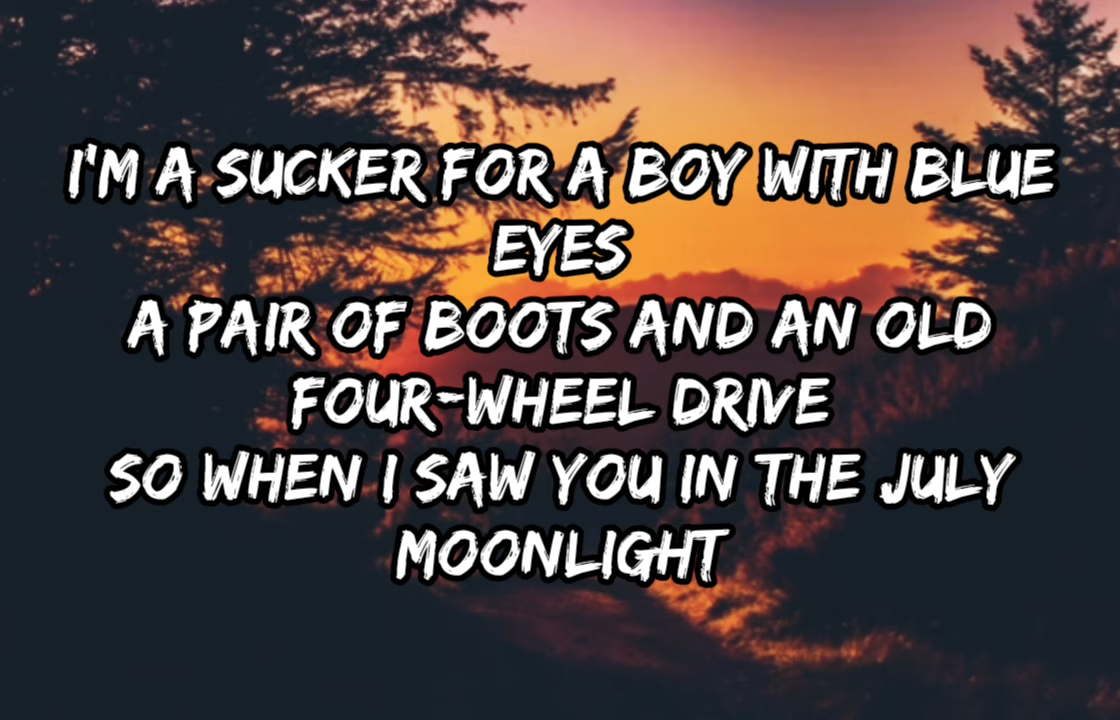 I'M A SUCKER FOR A BOY WITH BLUE
EYES
A PAIR OF BOOTS AND AN OLD
FOUR-WHEEL DRIVE
SO WHEN I SAW YOU IN THE JULY
MOONLIGHT